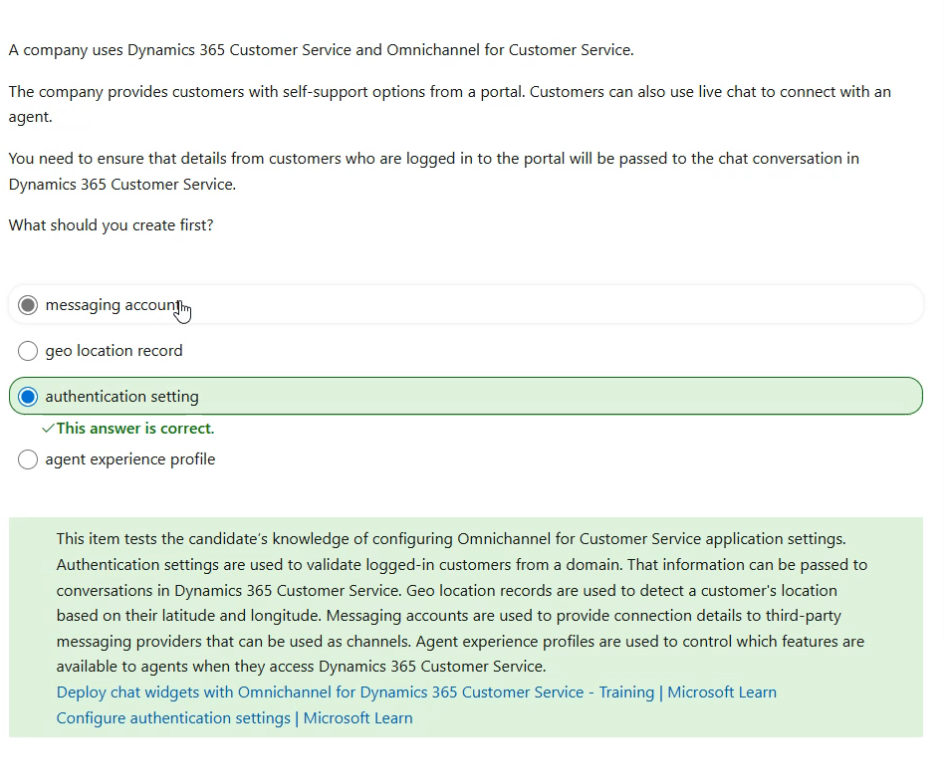 A company uses Dynamics 365 Customer Service and Omnichannel for Customer Service.
The company provides customers with self-support options from a portal. Customers can also use live chat to connect with an
agent.
You need to ensure that details from customers who are logged in to the portal will be passed to the chat conversation in
Dynamics 365 Customer Service.
What should you create first?
messaging account
geo location record
authentication setting
✓This answer is correct.
agent experience profile
This item tests the candidate's knowledge of configuring Omnichannel for Customer Service application settings.
Authentication settings are used to validate logged-in customers from a domain. That information can be passed to
conversations in Dynamics 365 Customer Service. Geo location records are used to detect a customer's location
based on their latitude and longitude. Messaging accounts are used to provide connection details to third-party
messaging providers that can be used as channels. Agent experience profiles are used to control which features are
available to agents when they access Dynamics 365 Customer Service.
Deploy chat widgets with Omnichannel for Dynamics 365 Customer Service - Training | Microsoft Learn
Configure authentication settings | Microsoft Learn